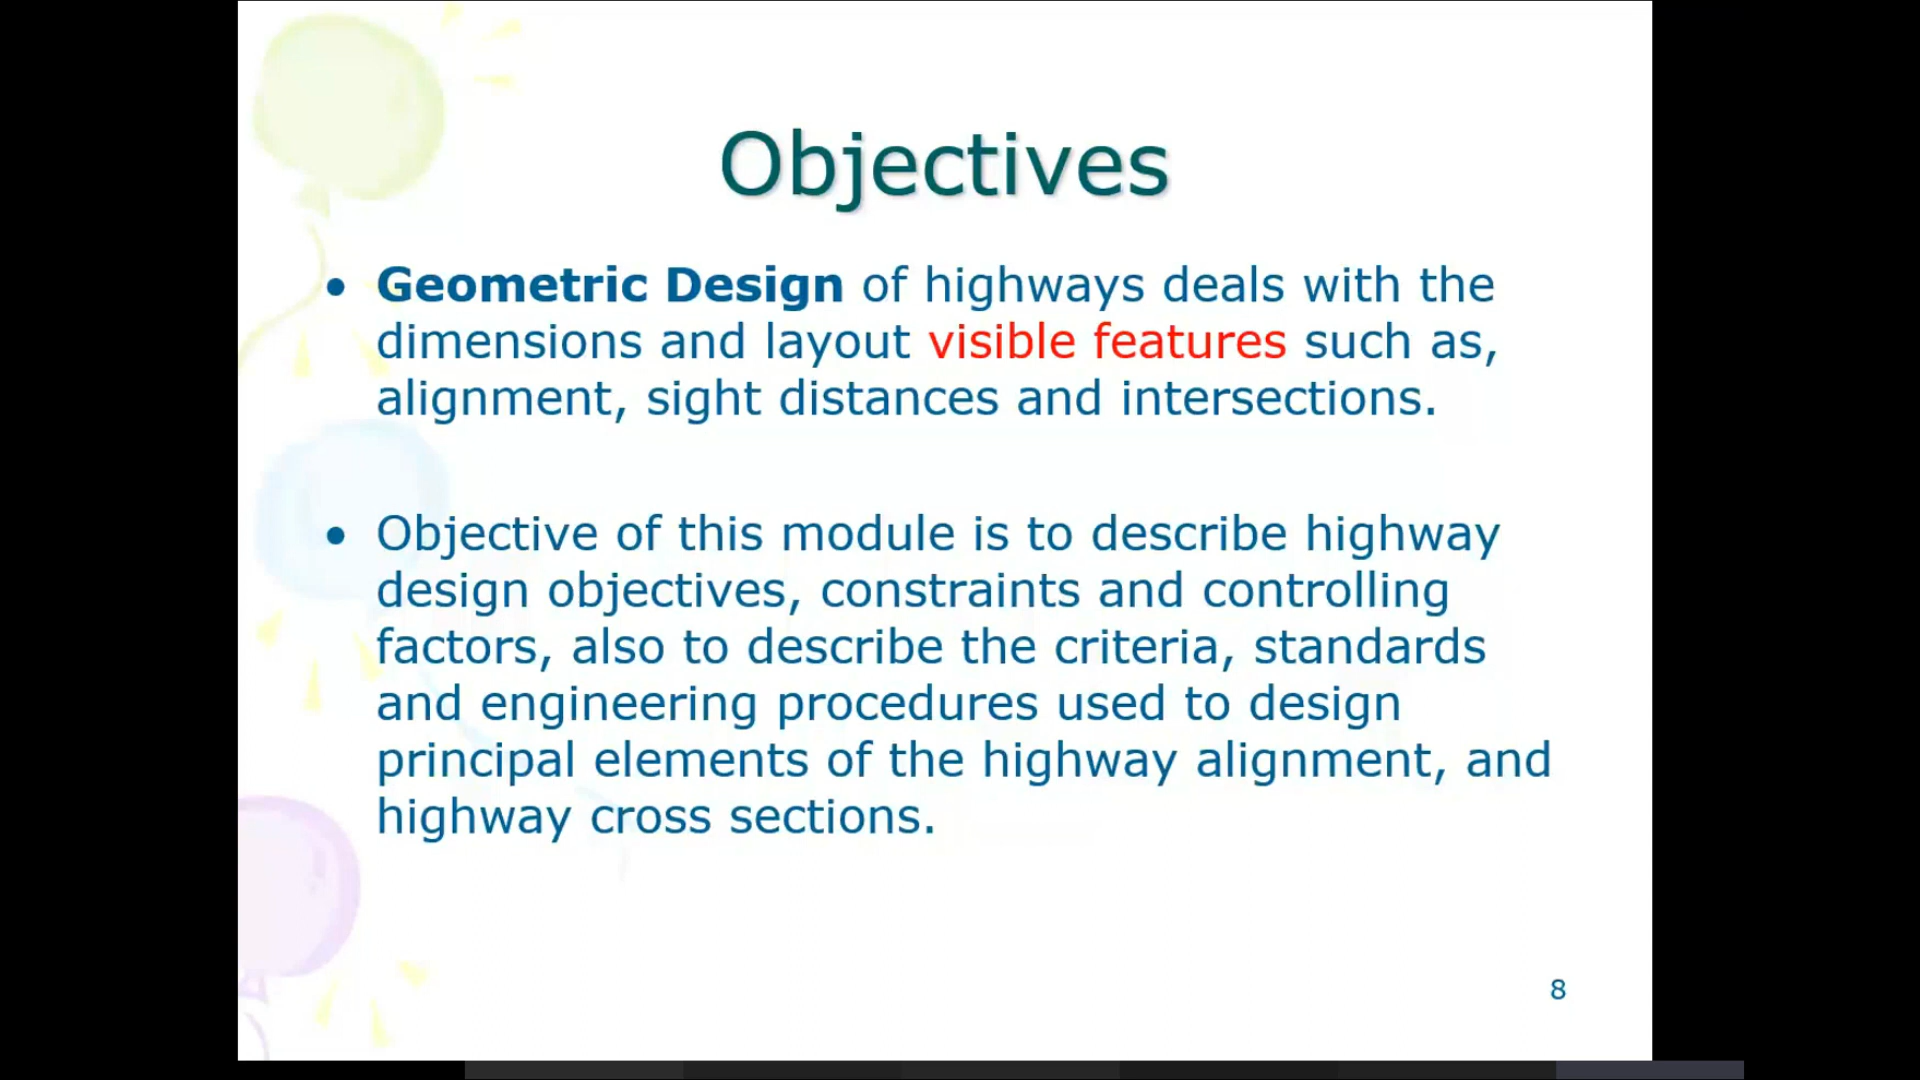 Objectives
• Geometric Design of highways deals with the
dimensions and layout visible features such as,
alignment, sight distances and intersections.
• Objective of this module is to describe highway
design objectives, constraints and controlling
factors, also to describe the criteria, standards
and engineering procedures used to design
principal elements of the highway alignment, and
highway cross sections.
8